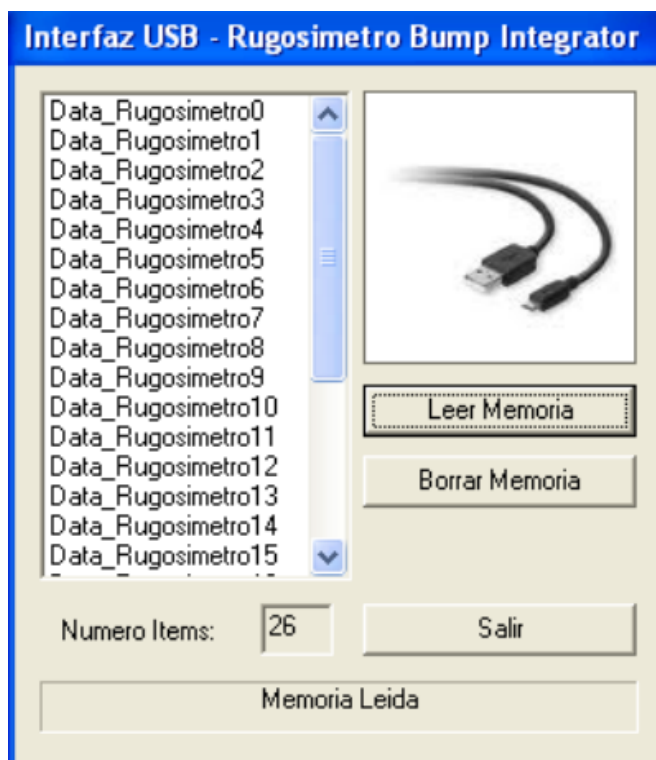 Interfaz USB - Rugosimetro Bump Integrator
Data_Rugosimetro0
Data_Rugosimetro1
Data_Rugosimetro2
Data_Rugosimetro3
Data_Rugosimetro4
Data_Rugosimetro5
Data_Rugosimetro6
Data_Rugosimetro7
Data_Rugosimetro8
Data_Rugosimetro9
Data_Rugosimetro10
Data_Rugosimetro11
Data_Rugosimetro12
Data_Rugosimetro13
Data_Rugosimetro14
Data_Rugosimetro15
Leer Memoria
Borrar Memoria
Numero Items: 26
Salir
Memoria Leida